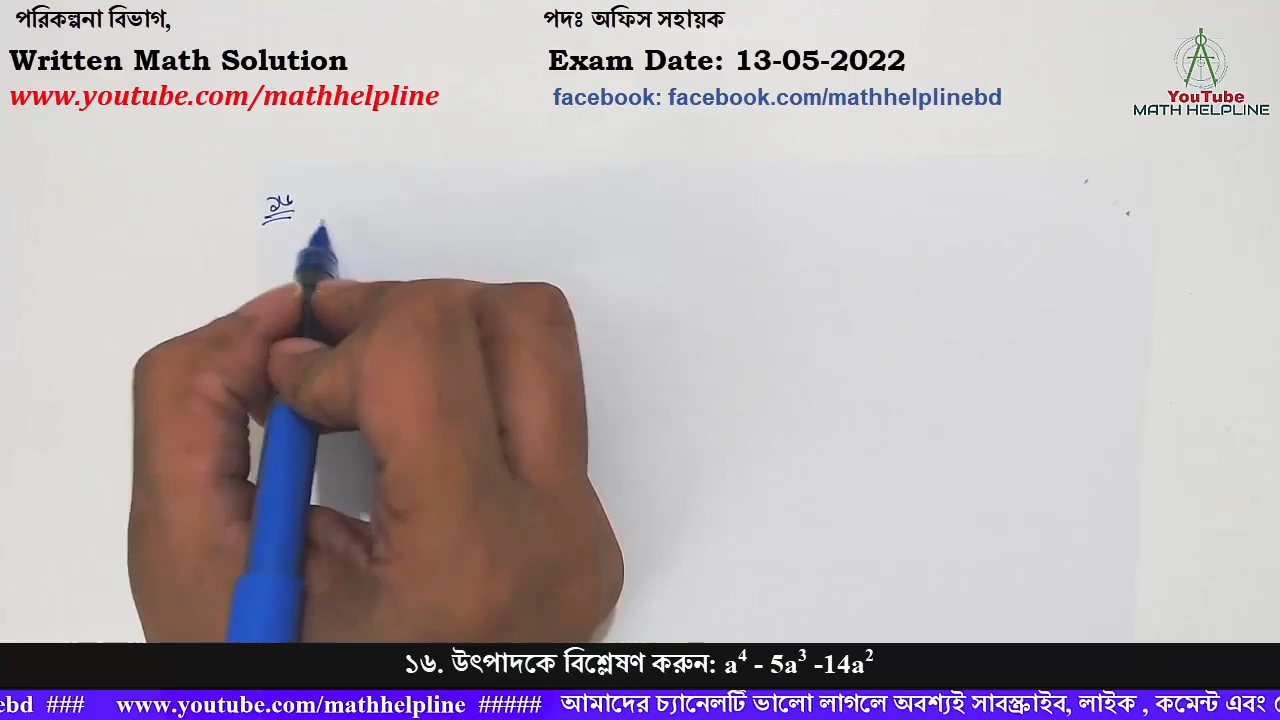 পরিকল্পনা বিভাগ,
পদঃ অফিস সহায়ক
Written Math Solution
Exam Date: 13-05-2022
www.youtube.com/mathhelpline
facebook: facebook.com/mathhelplinebd
YouTube
MATH HELPLINE
১৬
১৬. উৎপাদকে বিশ্লেষণ করুন: a⁴ - 5a³ -14a²
ebd ### www.youtube.com/mathhelpline ##### আমাদের চ্যানেলটি ভালো লাগলে অবশ্যই সাবস্ক্রাইব, লাইক , কমেন্ট এবং